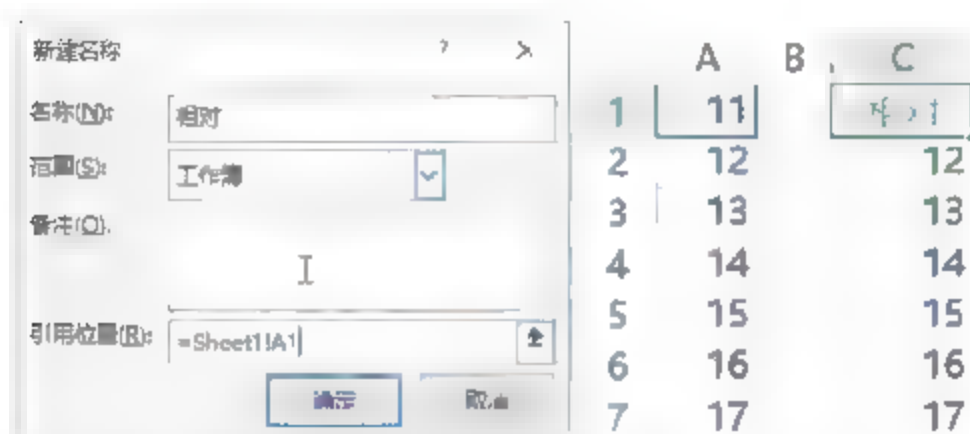 新建名称 ?
名称(N): 相对
范围(S): 工作簿
备注(O):
引用位置(R): =Sheet1!A1
确定 取消
A B C
1 11
2 12 12
3 13 13
4 14 14
5 15 15
6 16 16
7 17 17